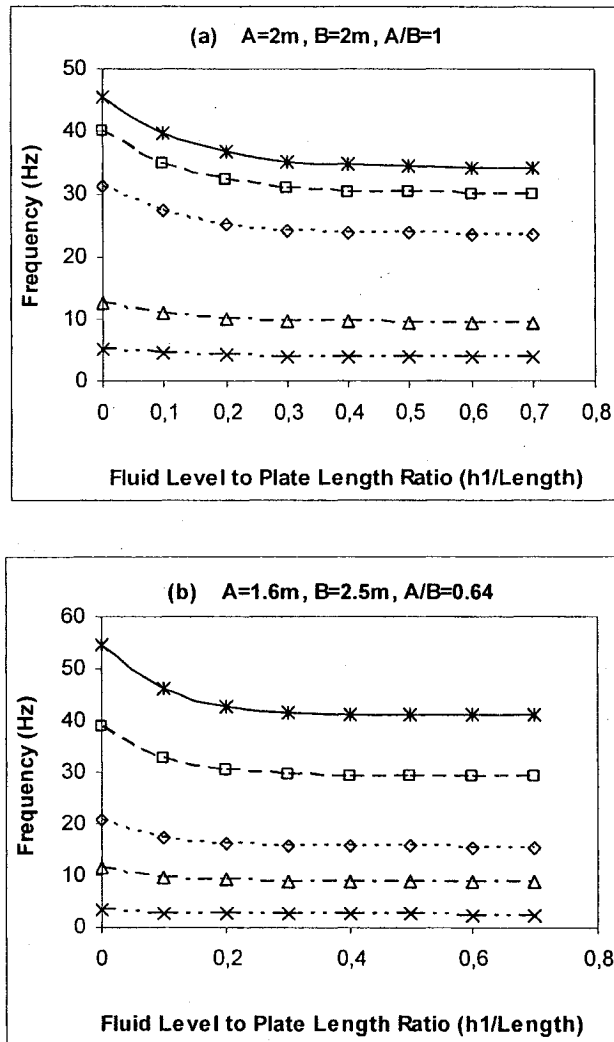 (a) A=2m, B=2m, A/B=1
50
40
30
20
10
0
Frequency (Hz)
0 0,1 0,2 0,3 0,4 0,5 0,6 0,7 0,8
Fluid Level to Plate Length Ratio (h1/Length)
(b) A=1.6m, B=2.5m, A/B=0.64
60
50
40
30
20
10
0
Frequency (Hz)
0 0,2 0,4 0,6 0,8
Fluid Level to Plate Length Ratio (h1/Length)